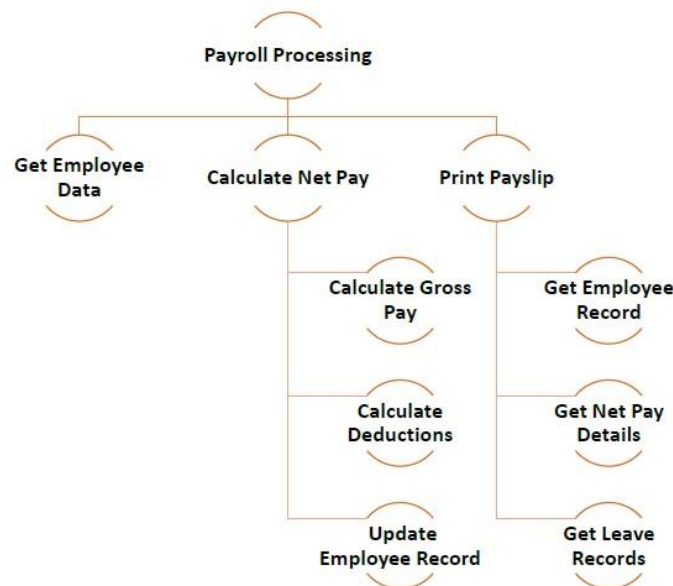 Payroll Processing
Get Employee
Data
Calculate Net Pay
Print Payslip
Calculate Gross
Pay
Get Employee
Record
Calculate
Deductions
Get Net Pay
Details
Update
Employee Record
Get Leave
Records